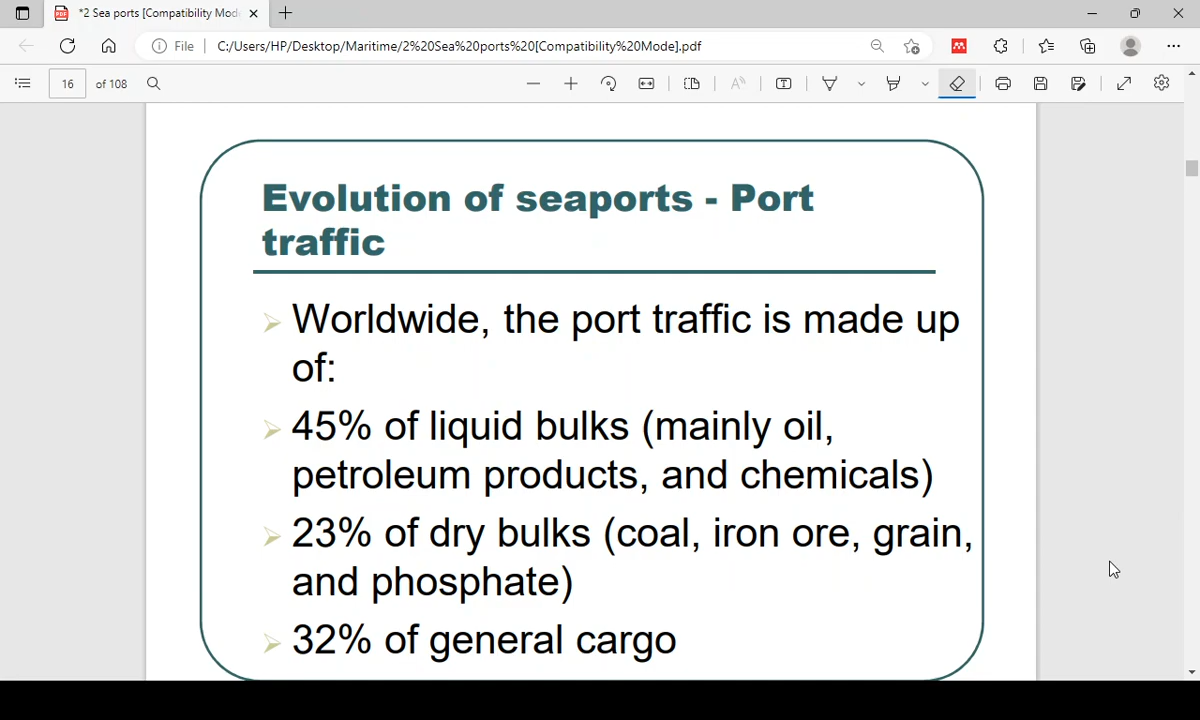 *2 Sea ports [Compatibility Mod
File C:/Users/HP/Desktop/Maritime/2%20Sea%20ports%20[Compatibility%20Mode].pdf
16 of 108
Evolution of seaports - Port
traffic
Worldwide, the port traffic is made up
of:
45% of liquid bulks (mainly oil,
petroleum products, and chemicals)
23% of dry bulks (coal, iron ore, grain,
and phosphate)
32% of general cargo